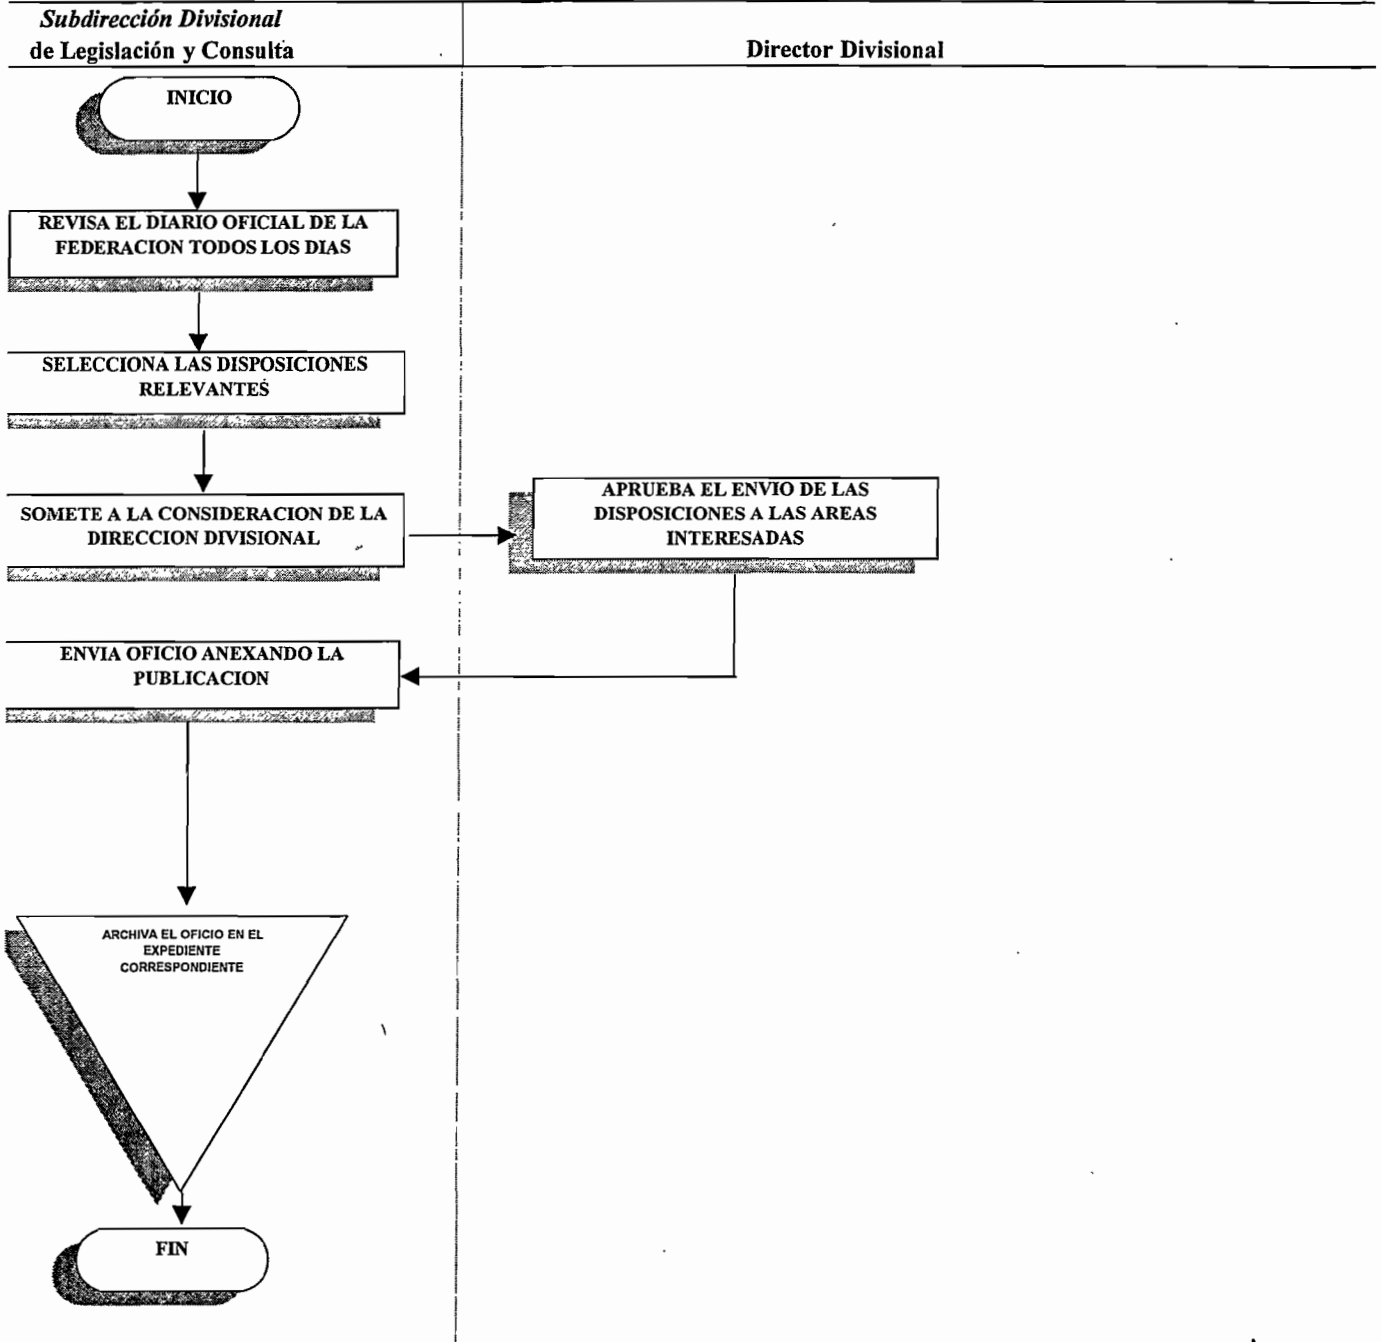 Subdirección Divisional
de Legislación y Consulta
Director Divisional
INICIO
REVISA EL DIARIO OFICIAL DE LA
FEDERACION TODOS LOS DIAS
SELECCIONA LAS DISPOSICIONES
RELEVANTES
SOMETE A LA CONSIDERACION DE LA
DIRECCION DIVISIONAL
APRUEBA EL ENVIO DE LAS
DISPOSICIONES A LAS AREAS
INTERESADAS
ENVIA OFICIO ANEXANDO LA
PUBLICACION
ARCHIVA EL OFICIO EN EL
EXPEDIENTE
CORRESPONDIENTE
FIN